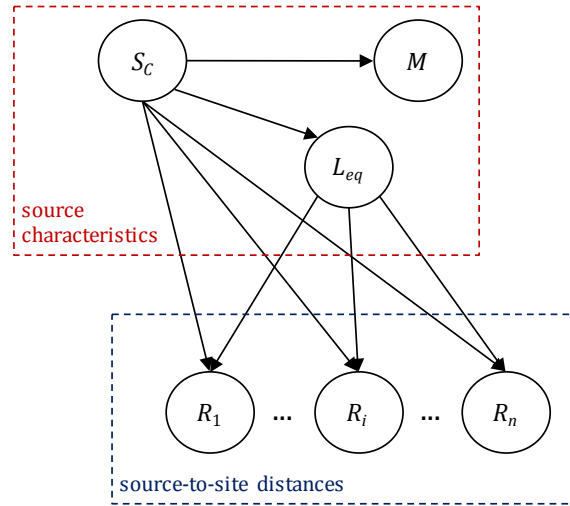 S_C
M
L_eq
source
characteristics
R_1 ... R_i ... R_n
source-to-site distances